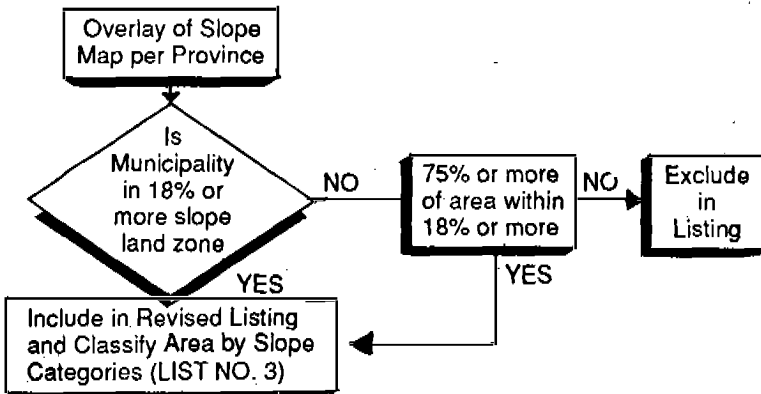 Overlay of Slope
Map per Province
Is
Municipality
in 18% or
more slope
land zone
NO
75% or more
of area within
18% or more
NO
Exclude
in
Listing
YES
YES
Include in Revised Listing
and Classify Area by Slope
Categories (LIST NO. 3)